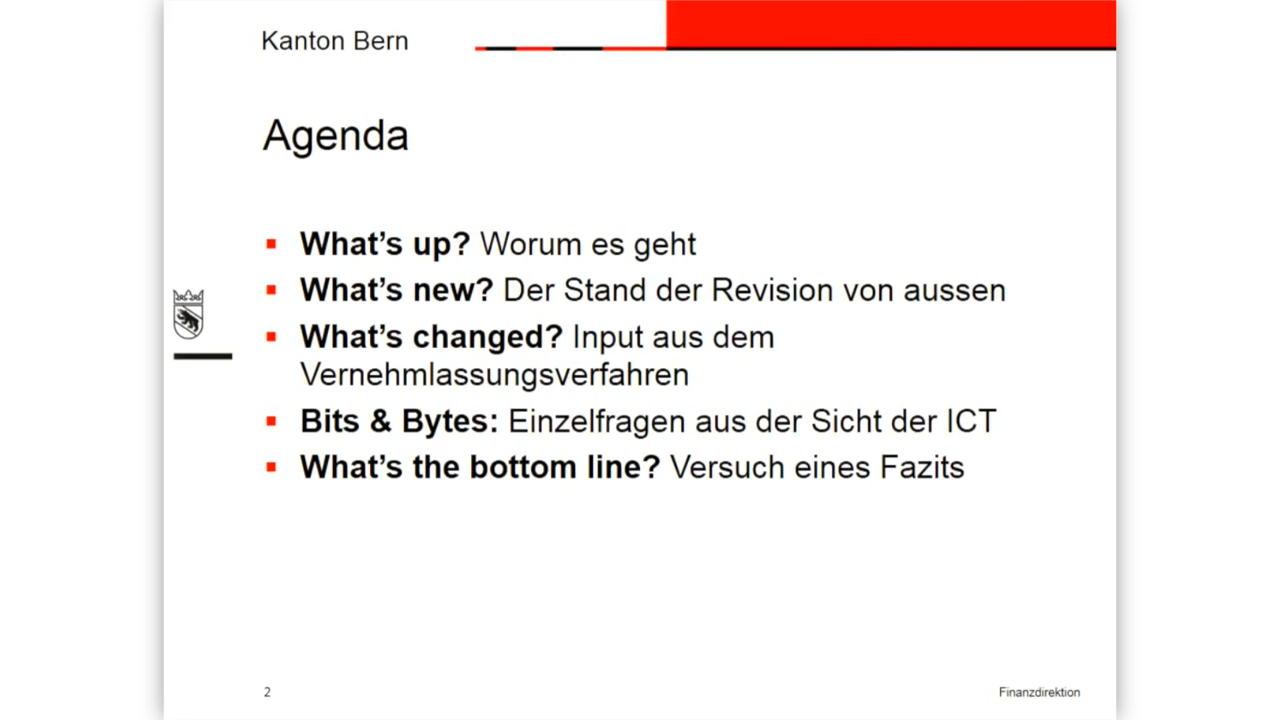 Kanton Bern
Agenda
What’s up? Worum es geht
What’s new? Der Stand der Revision von aussen
What’s changed? Input aus dem
Vernehmlassungsverfahren
Bits & Bytes: Einzelfragen aus der Sicht der ICT
What’s the bottom line? Versuch eines Fazits
2
Finanzdirektion